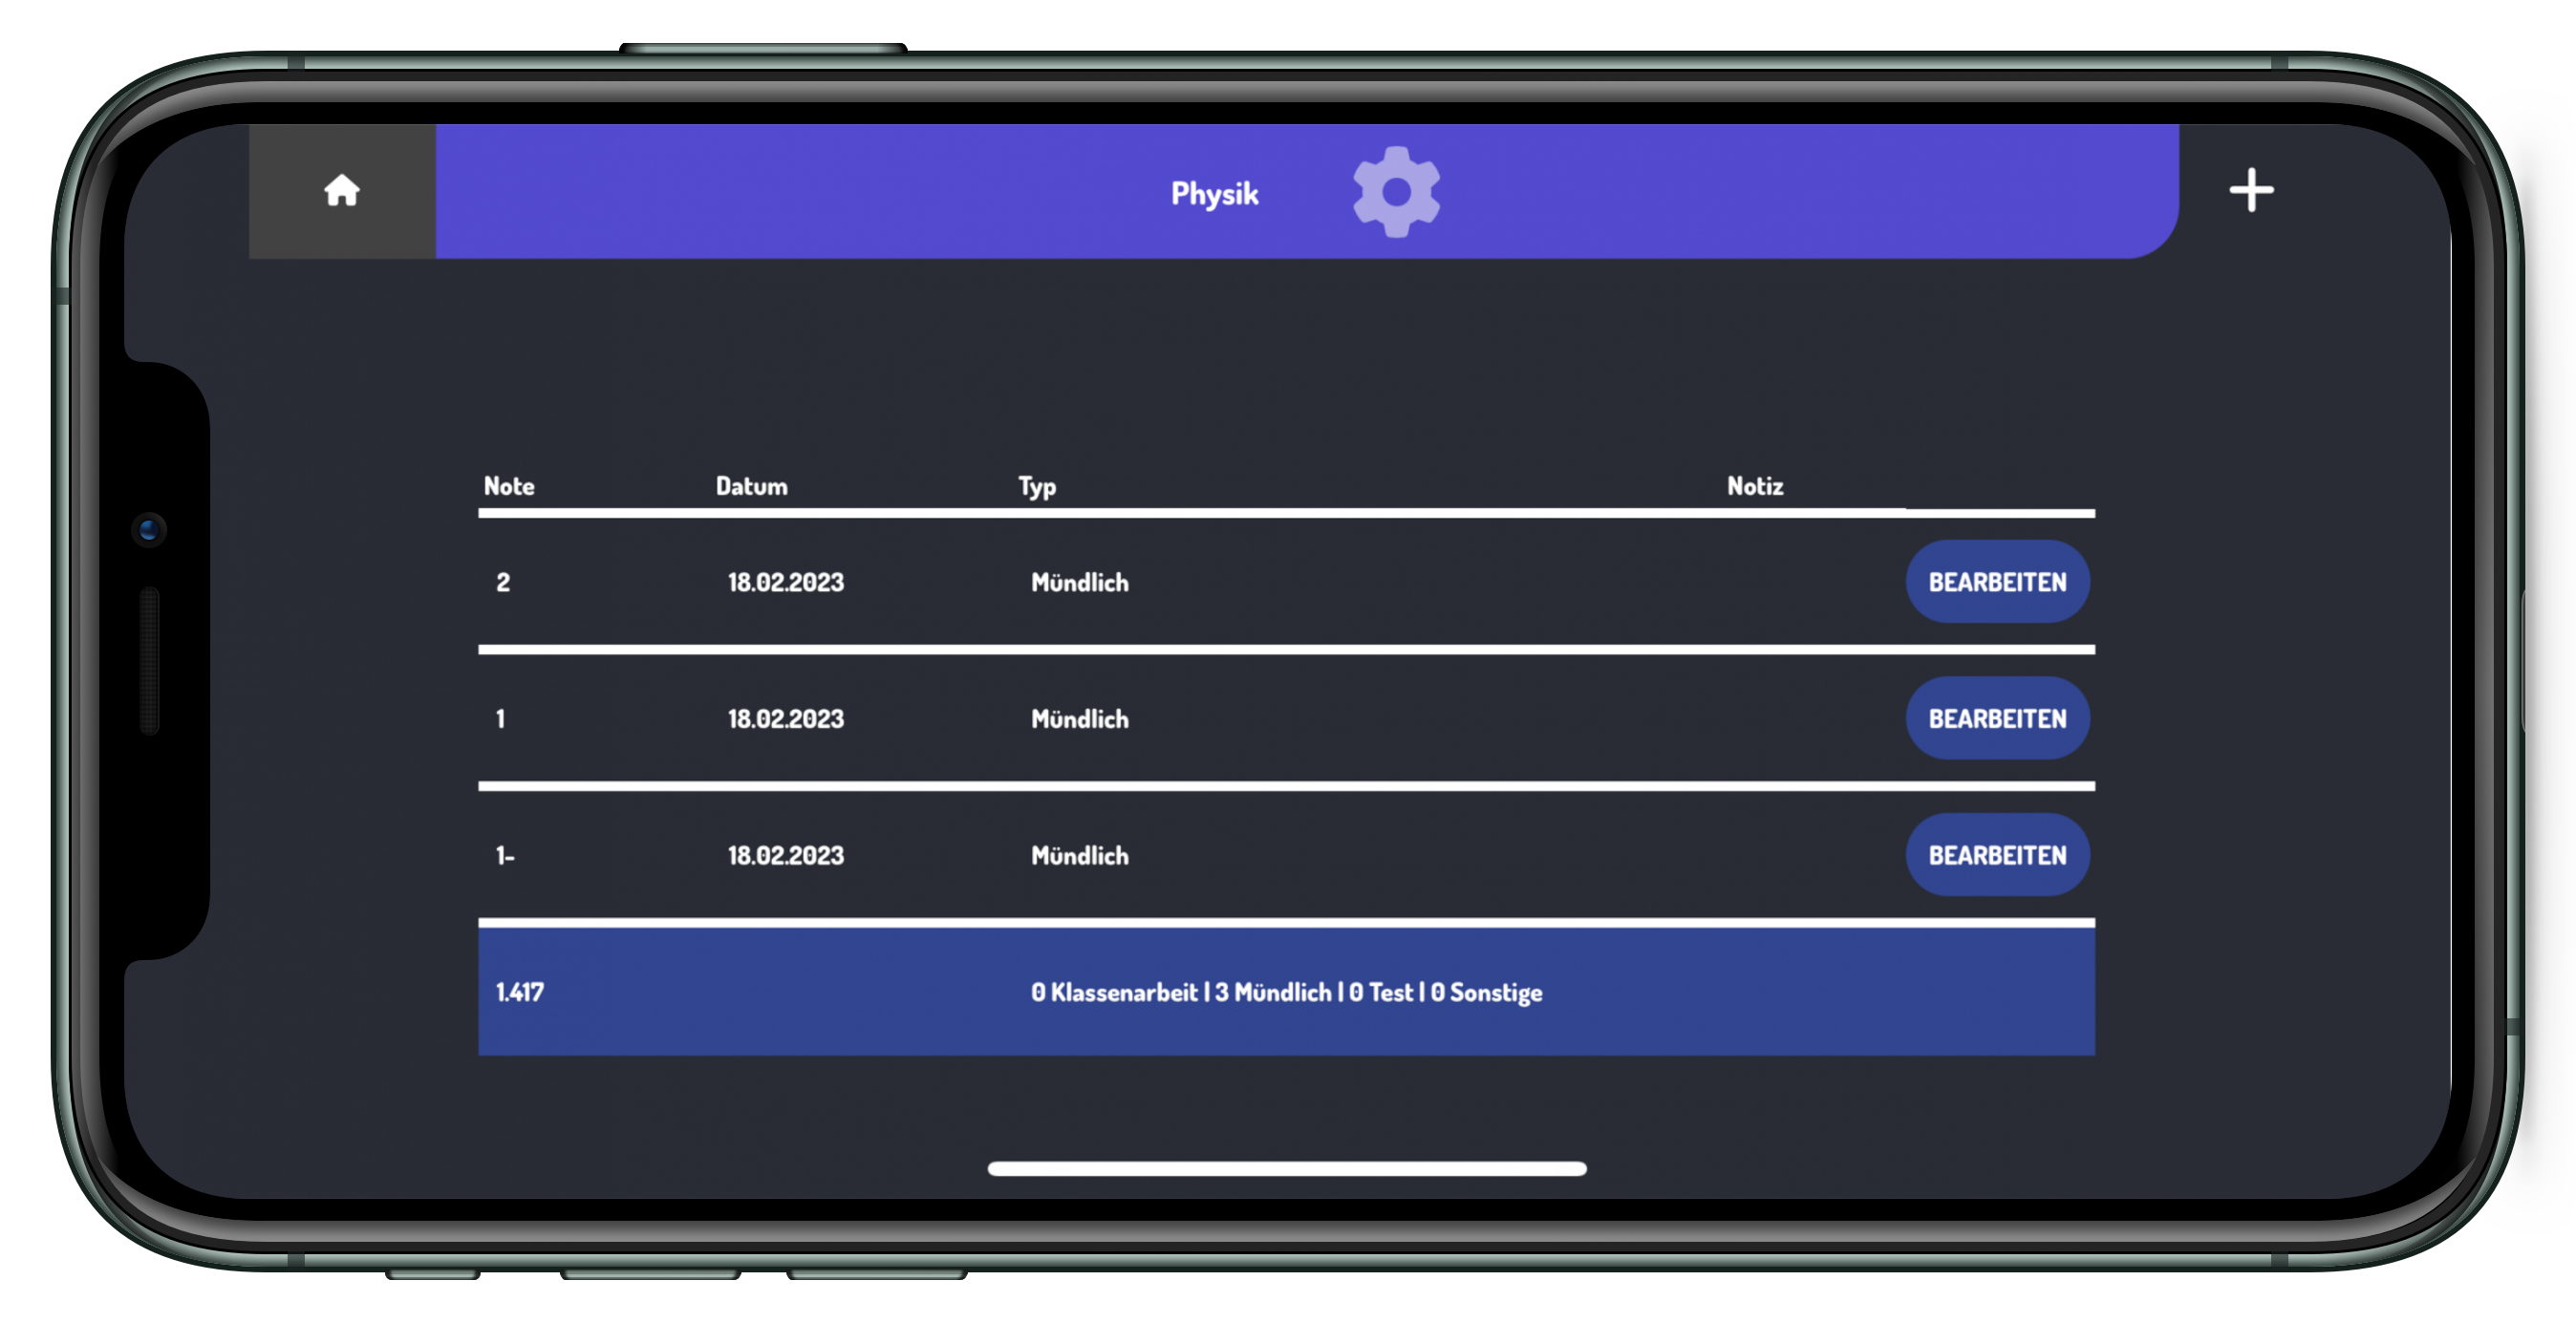 Physik
Note Datum Typ Notiz
2 18.02.2023 Mündlich BEARBEITEN
1 18.02.2023 Mündlich BEARBEITEN
1- 18.02.2023 Mündlich BEARBEITEN
1.417 0 Klassenarbeit | 3 Mündlich | 0 Test | 0 Sonstige